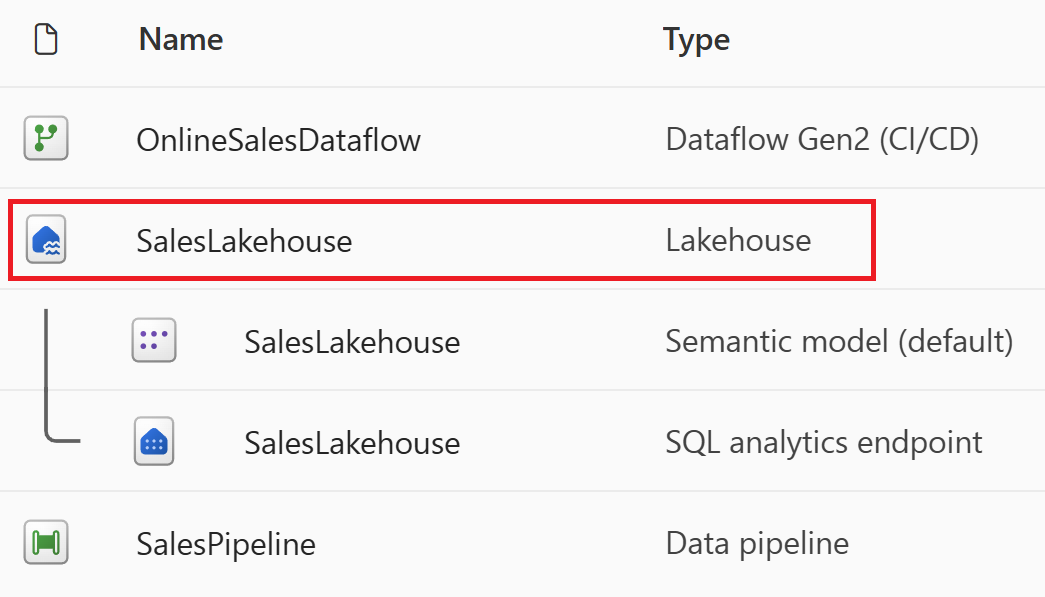 Name Type
OnlineSalesDataflow Dataflow Gen2 (CI/CD)
SalesLakehouse Lakehouse
SalesLakehouse Semantic model (default)
SalesLakehouse SQL analytics endpoint
SalesPipeline Data pipeline